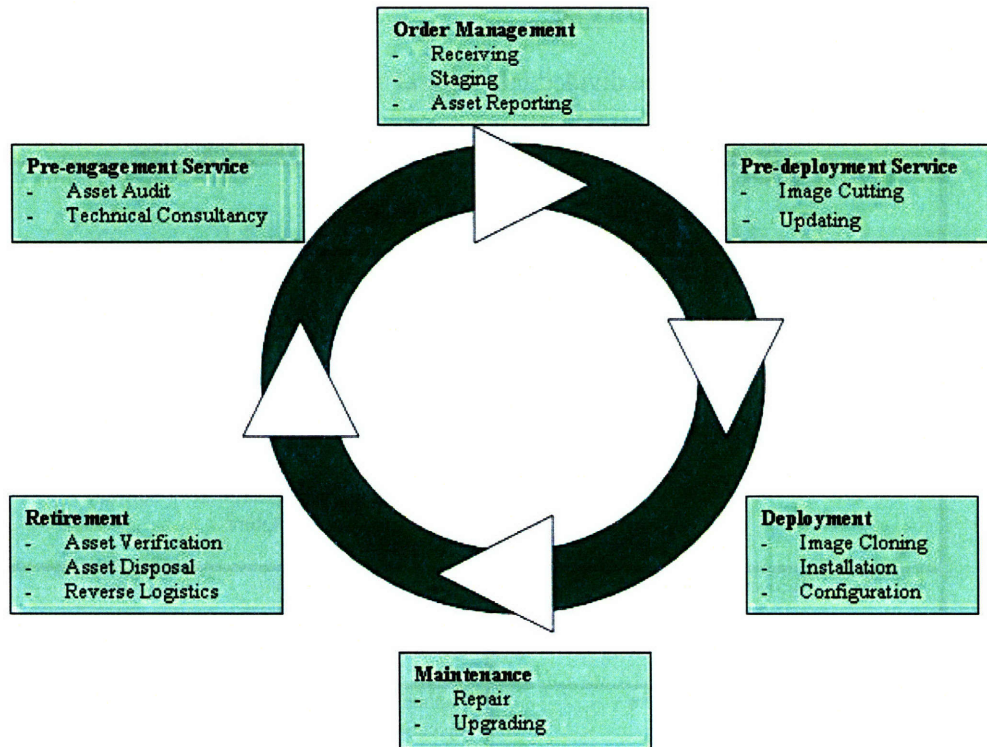 Order Management
- Receiving
- Staging
- Asset Reporting
Pre-engagement Service
- Asset Audit
- Technical Consultancy
Pre-deployment Service
- Image Cutting
- Updating
Retirement
- Asset Verification
- Asset Disposal
- Reverse Logistics
Deployment
- Image Cloning
- Installation
- Configuration
Maintenance
- Repair
- Upgrading